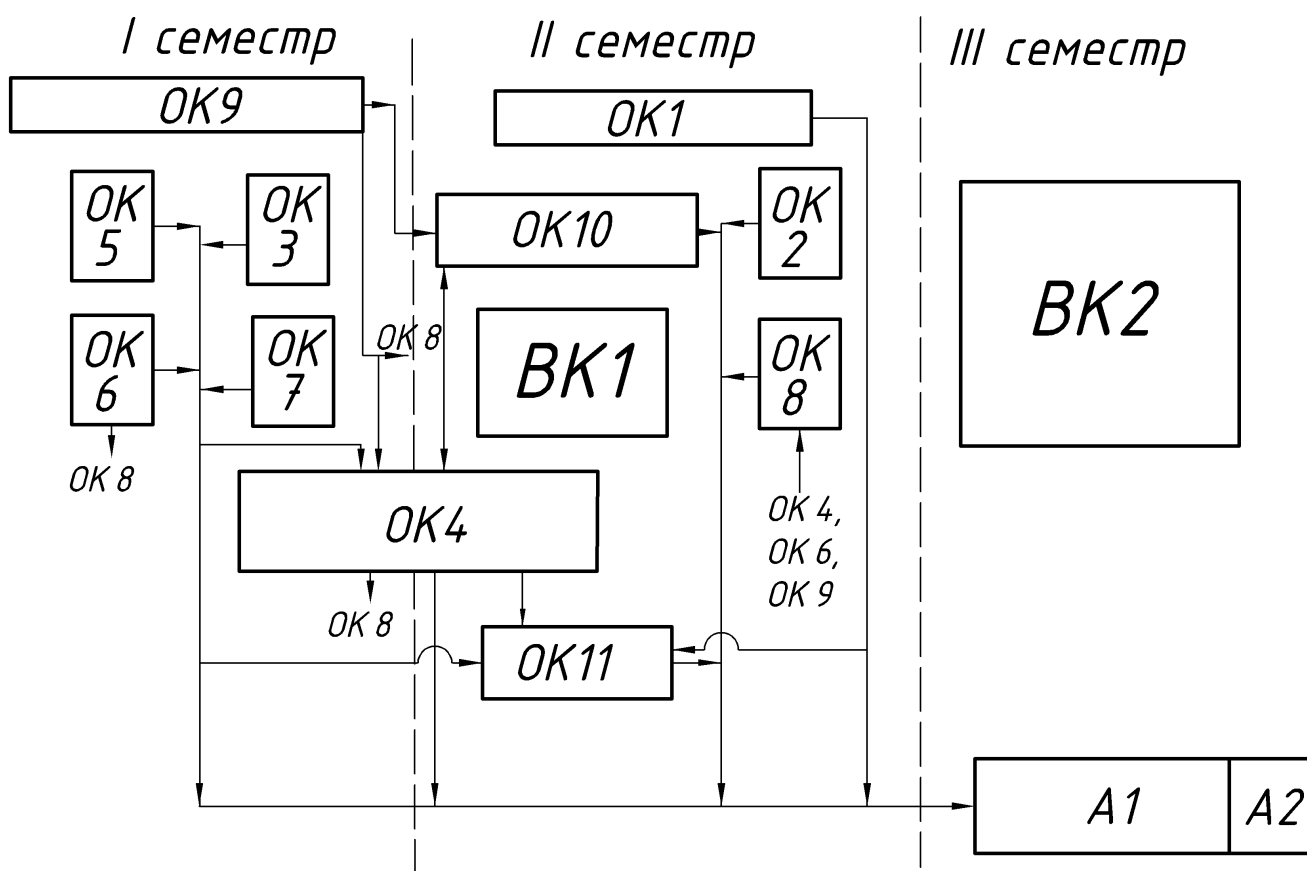 I семестр
II семестр
III семестр
ОК9
ОК1
ОК
5
ОК
3
ОК10
ОК
2
ВК2
ОК
6
ОК
7
ОК 8
ВК1
ОК
8
ОК 8
ОК4
ОК 4,
ОК 6,
ОК 9
ОК 8
ОК11
А1
А2